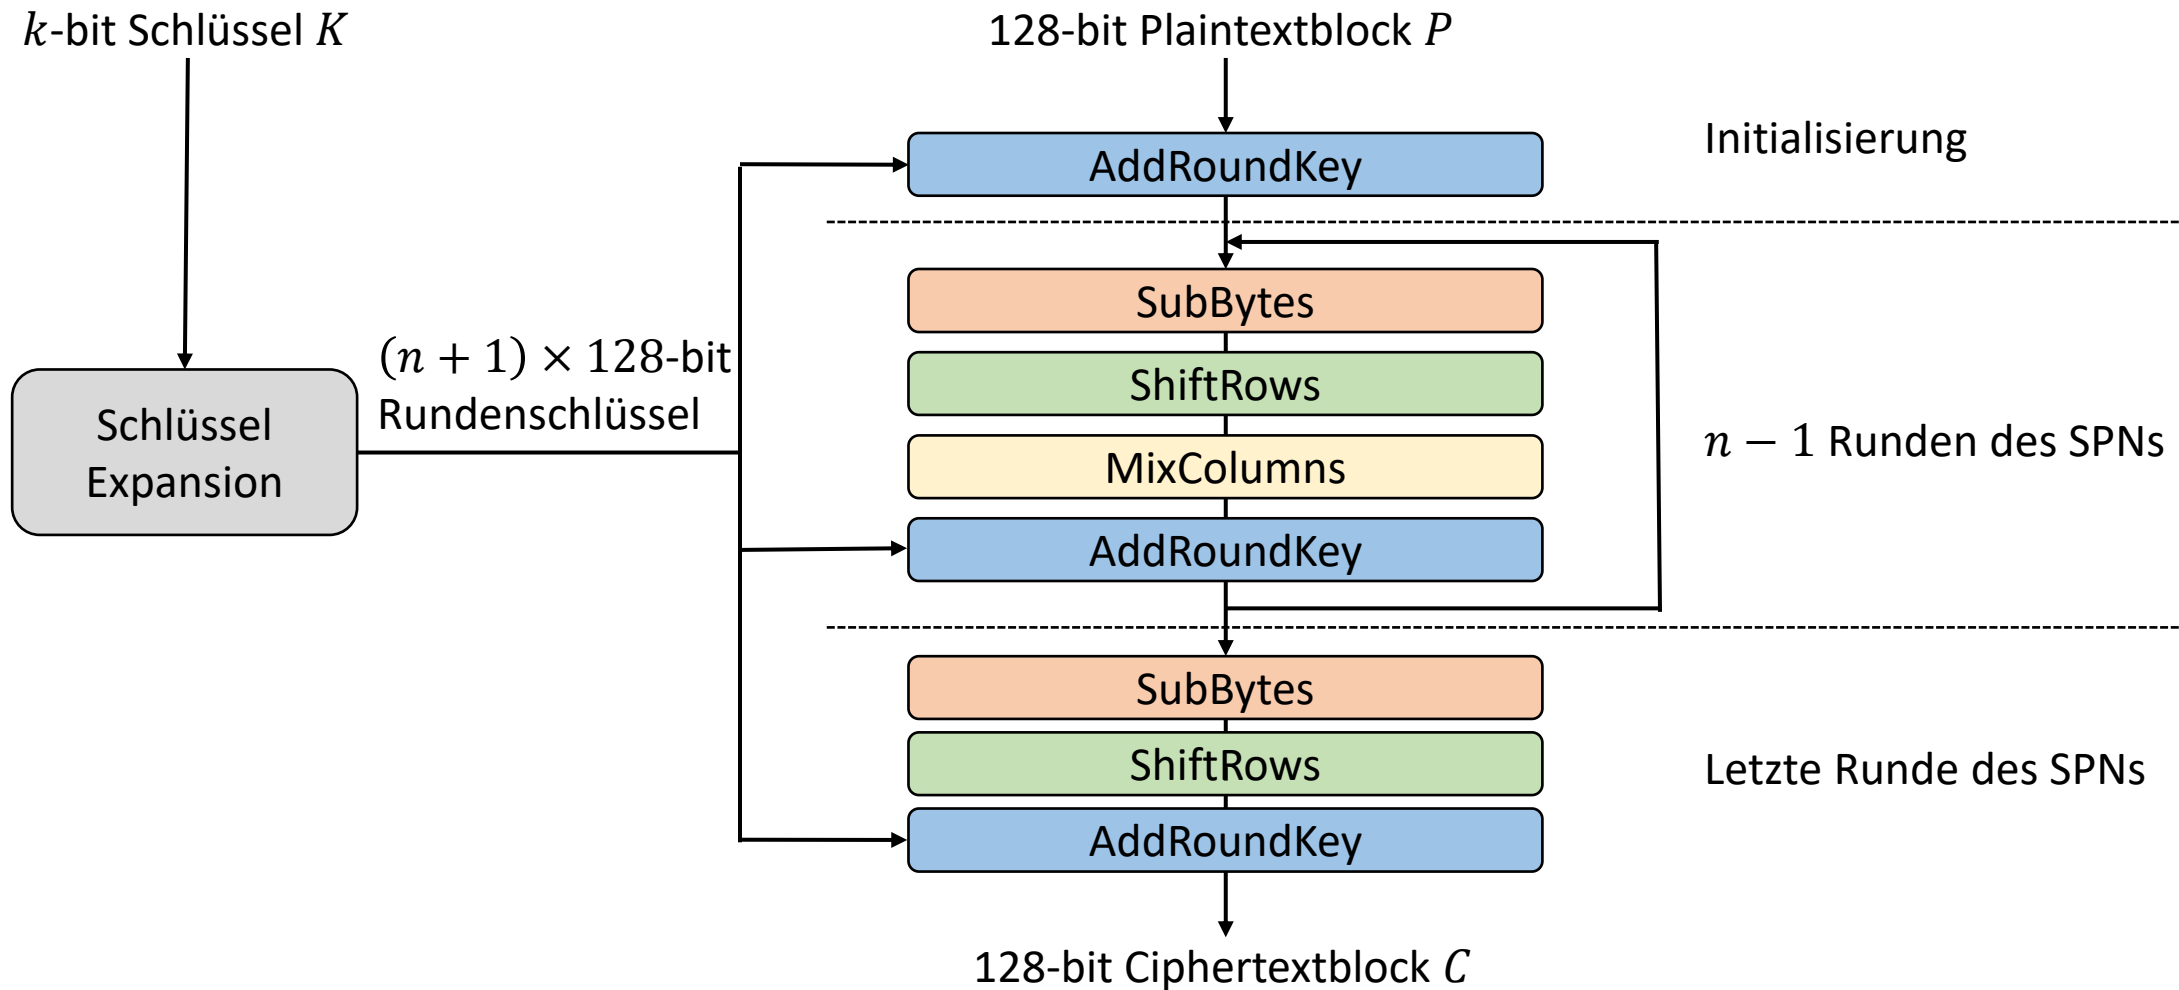 k-bit Schlüssel K
128-bit Plaintextblock P
Initialisierung
AddRoundKey
SubBytes
ShiftRows
MixColumns
AddRoundKey
(n + 1) × 128-bit
Rundenschlüssel
Schlüssel
Expansion
n − 1 Runden des SPNs
SubBytes
ShiftRows
AddRoundKey
Letzte Runde des SPNs
128-bit Ciphertextblock C